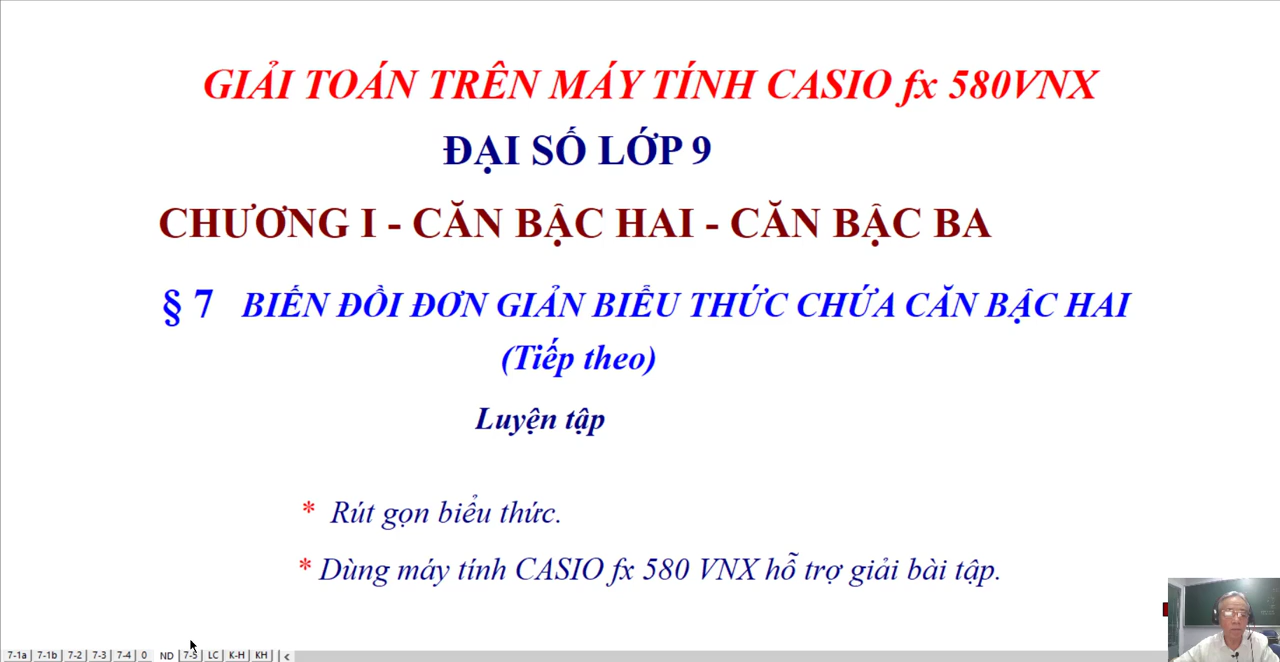 GIẢI TOÁN TRÊN MÁY TÍNH CASIO fx 580VNX
ĐẠI SỐ LỚP 9
CHƯƠNG I - CĂN BẬC HAI - CĂN BẬC BA
§ 7 BIẾN ĐỒI ĐƠN GIẢN BIỂU THỨC CHỨA CĂN BẬC HAI
(Tiếp theo)
Luyện tập
* Rút gọn biểu thức.
* Dùng máy tính CASIO fx 580 VNX hỗ trợ giải bài tập.
7-1a 7-1b 7-2 7-3 7-4 0 ND 7-5 LC K-H KH